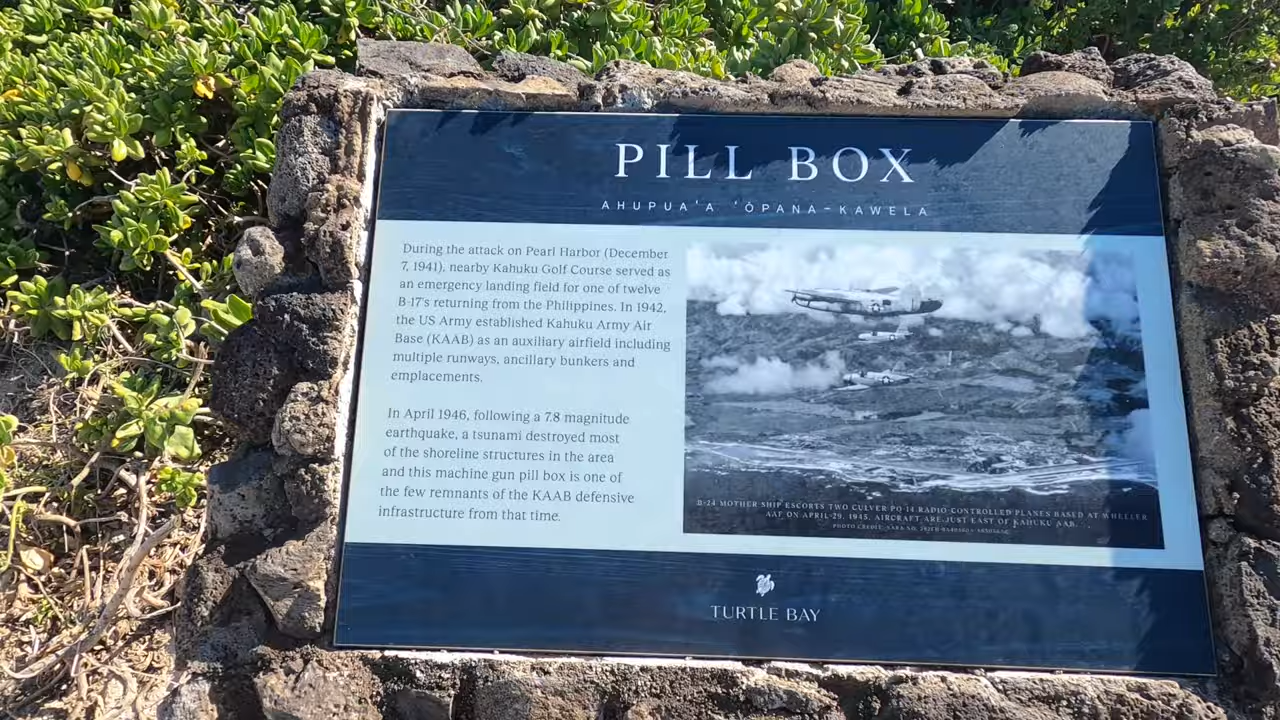 PILL BOX
AHUPUAʻA ʻŌPANA–KAWELA
During the attack on Pearl Harbor (December
7, 1941), nearby Kahuku Golf Course served as
an emergency landing field for one of twelve
B-17's returning from the Philippines. In 1942,
the US Army established Kahuku Army Air
Base (KAAB) as an auxiliary airfield including
multiple runways, ancillary bunkers and
emplacements.
In April 1946, following a 7.8 magnitude
earthquake, a tsunami destroyed most
of the shoreline structures in the area
and this machine gun pill box is one of
the few remnants of the KAAB defensive
infrastructure from that time.
B-24 MOTHER SHIP ESCORTS TWO CULVER PQ-14 RADIO-CONTROLLED PLANES BASED AT WHEELER
AAF ON APRIL 29, 1945. AIRCRAFT ARE JUST EAST OF KAHUKU AAB.
PHOTO CREDIT:
TURTLE BAY